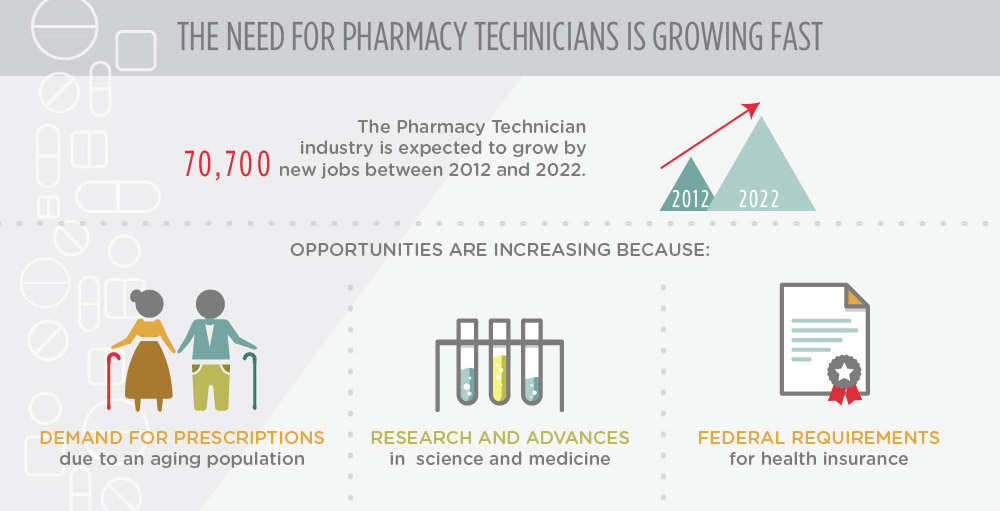 THE NEED FOR PHARMACY TECHNICIANS IS GROWING FAST
The Pharmacy Technician
industry is expected to grow by
70,700 new jobs between 2012 and 2022.
2012 2022
OPPORTUNITIES ARE INCREASING BECAUSE:
DEMAND FOR PRESCRIPTIONS
due to an aging population
RESEARCH AND ADVANCES
in science and medicine
FEDERAL REQUIREMENTS
for health insurance